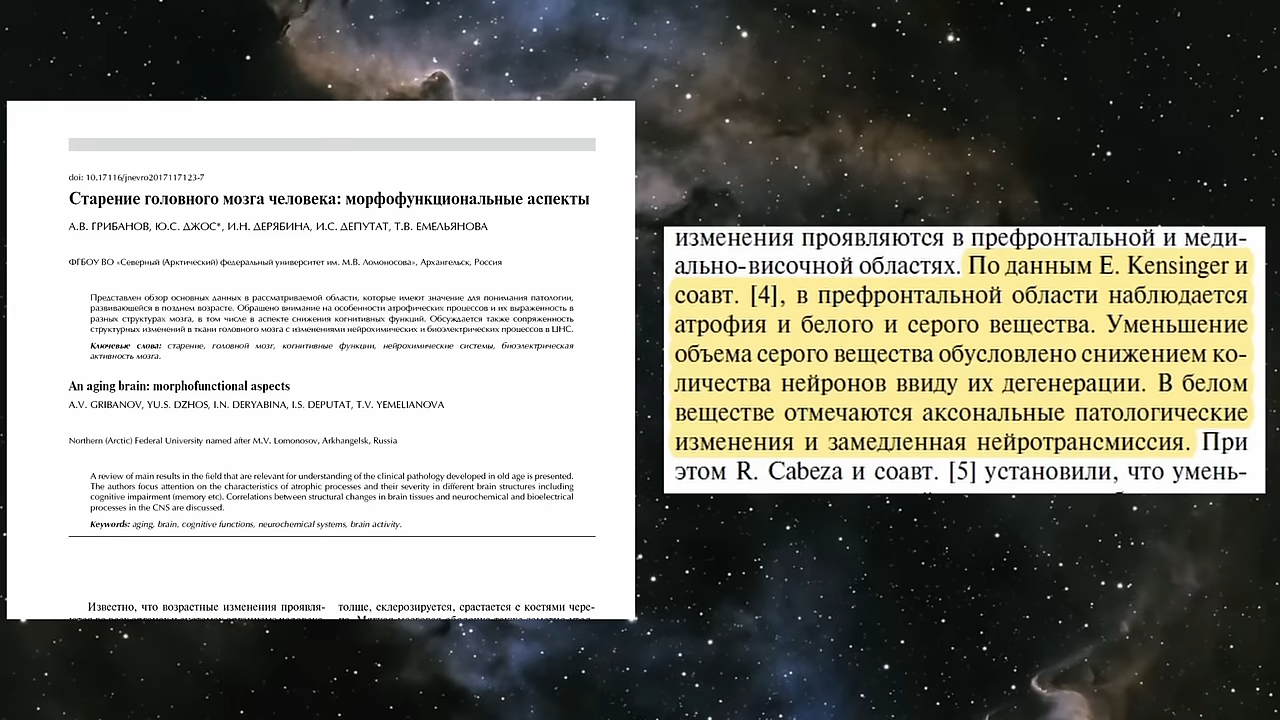 doi: 10.17116/jnevro2017117123-7
Старение головного мозга человека: морфофункциональные аспекты
А.В. ГРИБАНОВ, Ю.С. ДЖОС*, И.Н. ДЕРЯБИНА, И.С. ДЕПУТАТ, Т.В. ЕМЕЛЬЯНОВА
ФГБОУ ВО «Северный (Арктический) федеральный университет им. М.В. Ломоносова», Архангельск, Россия
Представлен обзор основных данных в рассматриваемой области, которые имеют значение для понимания патологии,
развивающейся в позднем возрасте. Обращено внимание на особенности атрофических процессов и их выраженность в
разных структурах мозга, в том числе в аспекте снижения когнитивных функций. Обсуждается также сопряженность
структурных изменений в ткани головного мозга с изменениями нейрохимических и биоэлектрических процессов в ЦНС.
Ключевые слова: старение, головной мозг, когнитивные функции, нейрохимические системы, биоэлектрическая
активность мозга.
An aging brain: morphofunctional aspects
A.V. GRIBANOV, YU.S. DZHOS, I.N. DERYABINA, I.S. DEPUTAT, T.V. YEMELIANOVA
Northern (Arctic) Federal University named after M.V. Lomonosov, Arkhangelsk, Russia
A review of main results in the field that are relevant for understanding of the clinical pathology developed in old age is presented.
The authors focus attention on the characteristics of atrophic processes and their severity in different brain structures including
cognitive impairment (memory etc). Correlations between structural changes in brain tissues and neurochemical and bioelectrical
processes in the CNS are discussed.
Keywords: aging, brain, cognitive functions, neurochemical systems, brain activity.
Известно, что возрастные изменения проявля-
толще, склерозируется, срастается с костями чере-
изменения проявляются в префронтальной и меди-
ально-височной областях. По данным E. Kensinger и
соавт. [4], в префронтальной области наблюдается
атрофия и белого и серого вещества. Уменьшение
объема серого вещества обусловлено снижением ко-
личества нейронов ввиду их дегенерации. В белом
веществе отмечаются аксональные патологические
изменения и замедленная нейротрансмиссия. При
этом R. Cabeza и соавт. [5] установили, что умень-